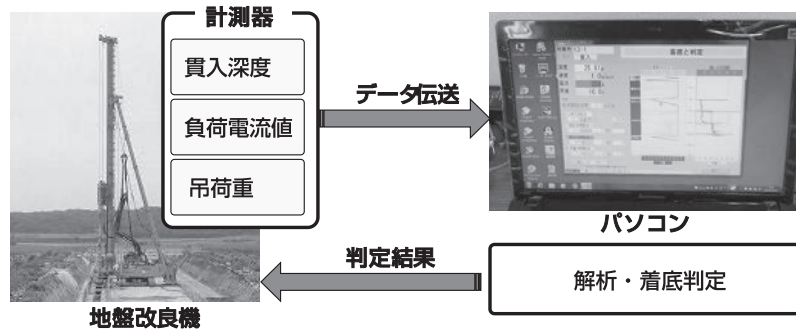 計測器
貫入深度
負荷電流値
吊荷重
データ伝送
パソコン
判定結果
解析・着底判定
地盤改良機